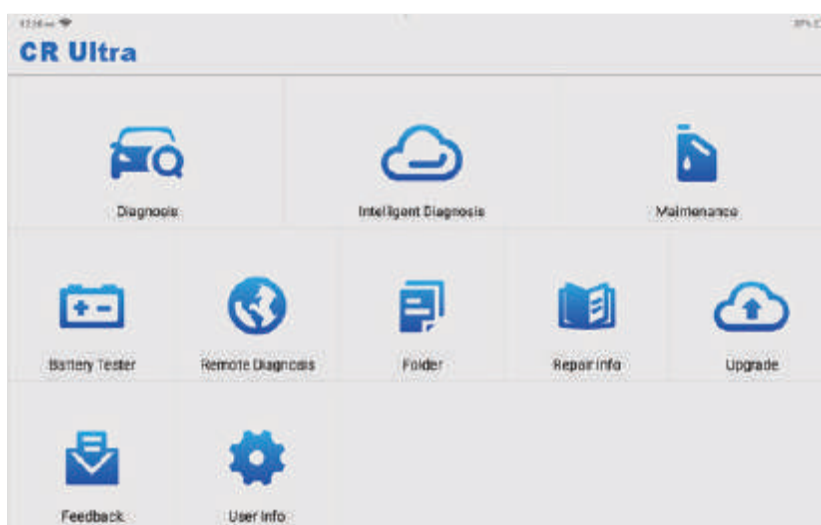 CR Ultra
Diagnosis
Intelligent Diagnosis
Maintenance
Battery Tester
Remote Diagnosis
Folder
Repair Info
Upgrade
Feedback
User Info